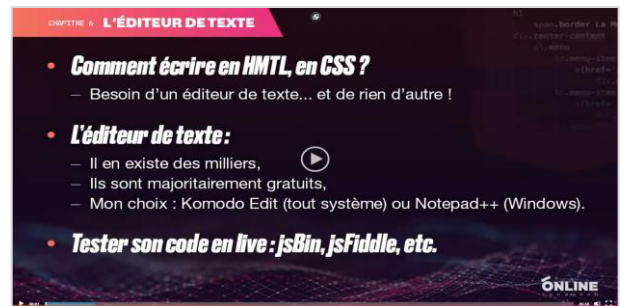 CHAPITRE 6 L'ÉDITEUR DE TEXTE
• Comment écrire en HMTL, en CSS ?
– Besoin d'un éditeur de texte... et de rien d'autre !
• L'éditeur de texte :
– Il en existe des milliers,
– Ils sont majoritairement gratuits,
– Mon choix : Komodo Edit (tout système) ou Notepad++ (Windows).
• Tester son code en live : jsBin, jsFiddle, etc.
ONLINE